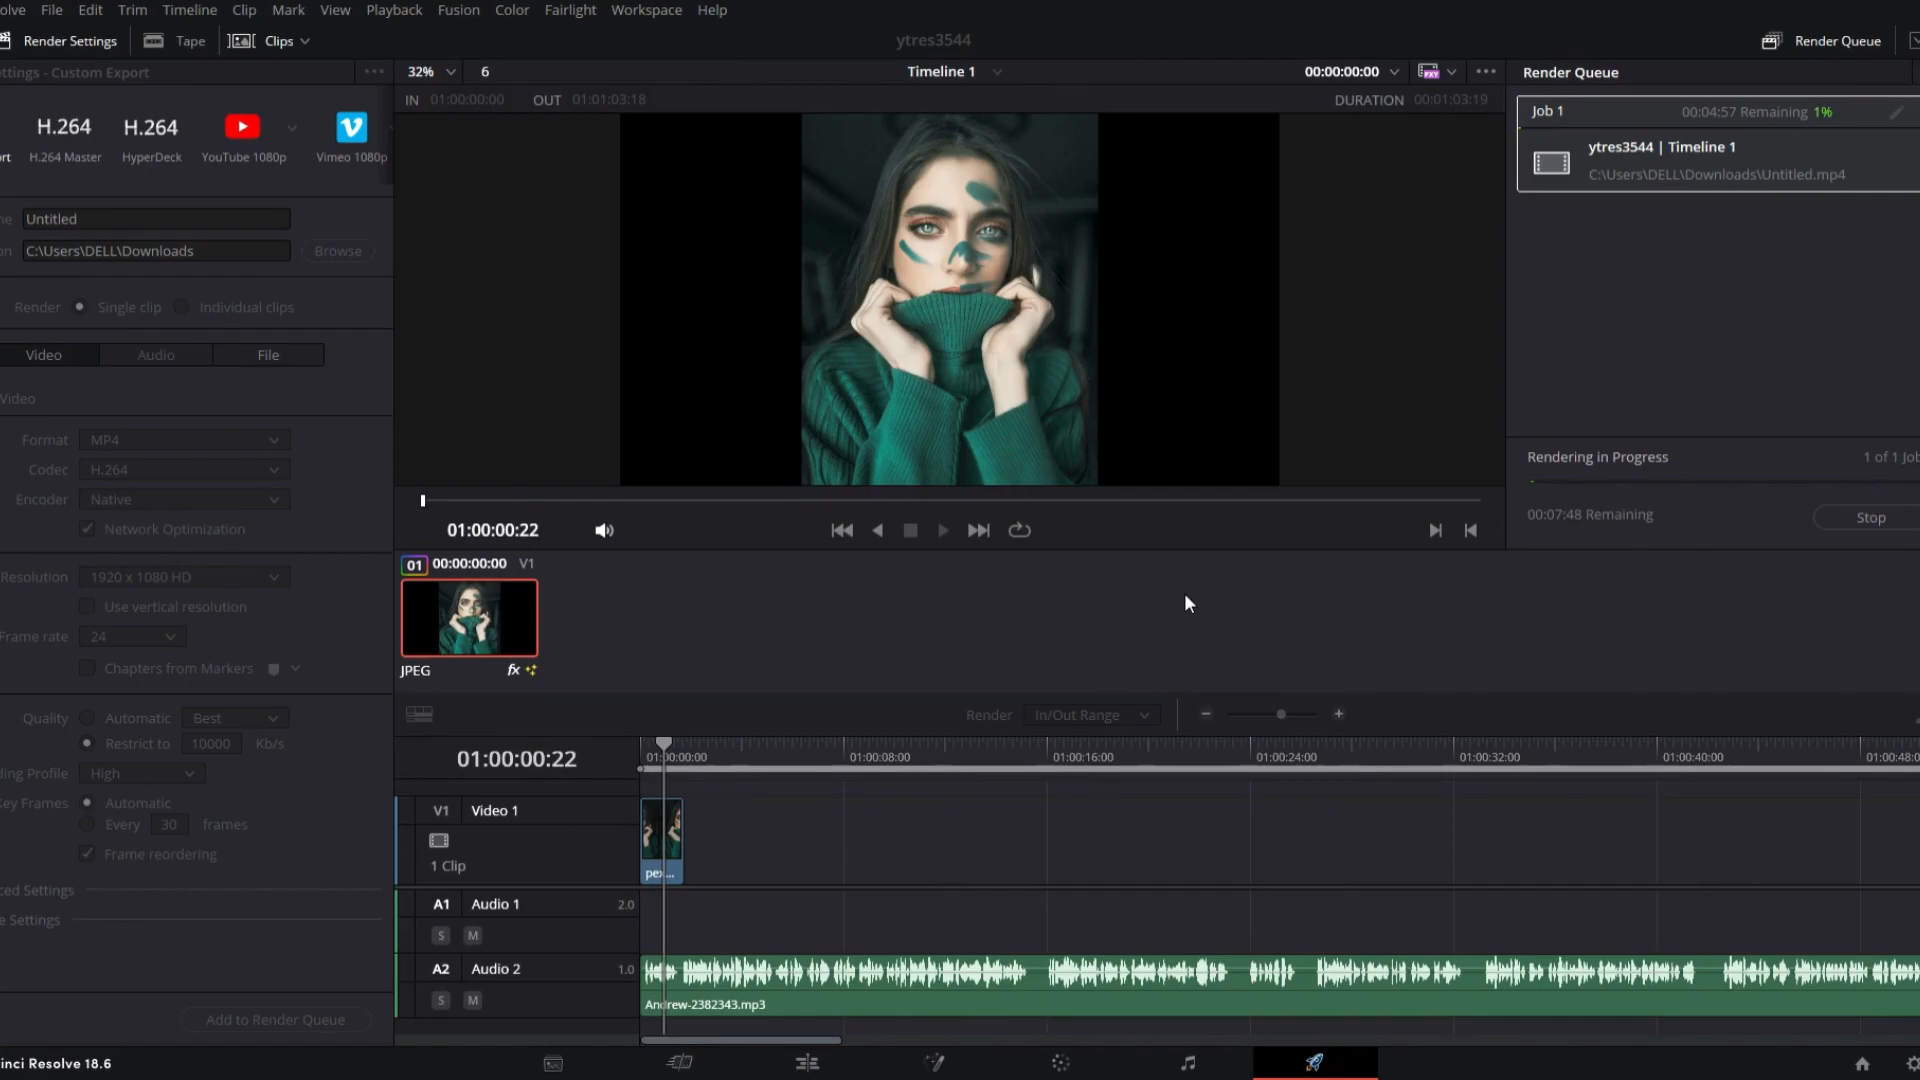 olve File Edit Trim Timeline Clip Mark View Playback Fusion Color Fairlight Workspace Help
Render Settings Tape Clips ytres3544 Render Queue
ttings - Custom Export 32% 6 Timeline 1 00:00:00:00 PXY Render Queue
IN 01:00:00:00 OUT 01:01:03:18 DURATION 00:01:03:19
H.264 H.264
rt H.264 Master HyperDeck YouTube 1080p Vimeo 1080p
Job 1 00:04:57 Remaining 1%
ytres3544 | Timeline 1
C:\Users\DELL\Downloads\Untitled.mp4
ne Untitled
on C:\Users\DELL\Downloads Browse
Render Single clip Individual clips
Video Audio File
Video
Format MP4
Codec H.264
Encoder Native
Network Optimization
Resolution 1920 x 1080 HD
Use vertical resolution
Frame rate 24
Chapters from Markers
Quality Automatic Best
Restrict to 10000 Kb/s
ding Profile High
Key Frames Automatic
Every 30 frames
Frame reordering
ced Settings
e Settings
Add to Render Queue
Rendering in Progress 1 of 1 Job
00:07:48 Remaining Stop
01:00:00:22
01 00:00:00:00 V1
JPEG fx
Render In/Out Range
01:00:00:22 01:00:00:00 01:00:08:00 01:00:16:00 01:00:24:00 01:00:32:00 01:00:40:00 01:00:48:0
V1 Video 1
1 Clip
pex...
A1 Audio 1 2.0
S M
A2 Audio 2 1.0
S M
Andrew-2382343.mp3
inci Resolve 18.6